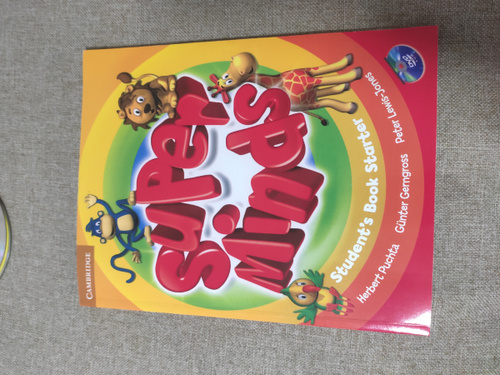 CAMBRIDGE
Super
Minds
Student's Book Starter
Herbert Puchta Günter Gerngross Peter Lewis-Jones